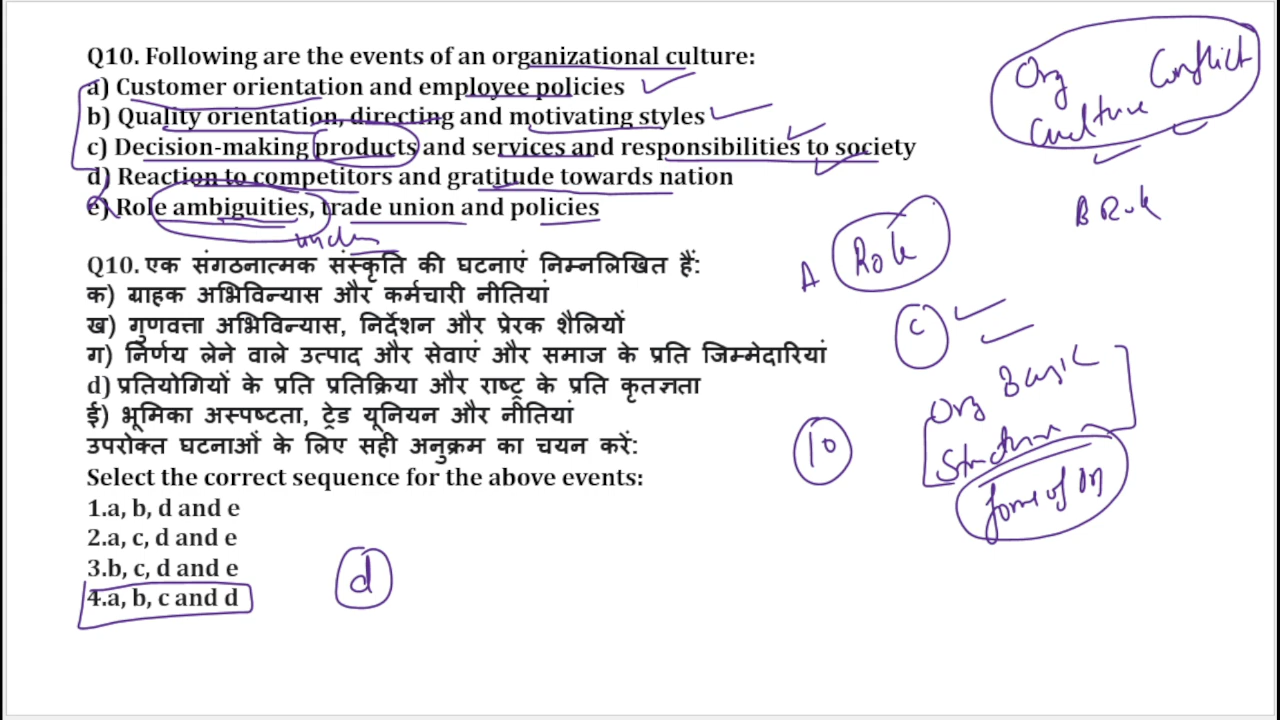 Q10. Following are the events of an organizational culture:
a) Customer orientation and employee policies
b) Quality orientation, directing and motivating styles
c) Decision-making products and services and responsibilities to society
d) Reaction to competitors and gratitude towards nation
e) Role ambiguities, trade union and policies
Q10. एक संगठनात्मक संस्कृति की घटनाएं निम्नलिखित हैं:
क) ग्राहक अभिविन्यास और कर्मचारी नीतियां
ख) गुणवत्ता अभिविन्यास, निर्देशन और प्रेरक शैलियों
ग) निर्णय लेने वाले उत्पाद और सेवाएं और समाज के प्रति जिम्मेदारियां
d) प्रतियोगियों के प्रति प्रतिक्रिया और राष्ट्र के प्रति कृतज्ञता
ई) भूमिका अस्पष्टता, ट्रेड यूनियन और नीतियां
उपरोक्त घटनाओं के लिए सही अनुक्रम का चयन करें:
Select the correct sequence for the above events:
1.a, b, d and e
2.a, c, d and e
3.b, c, d and e
4.a, b, c and d
d
Org Conflict
Culture
B Role
A Role
C
Org Basic
Structure
form of
10